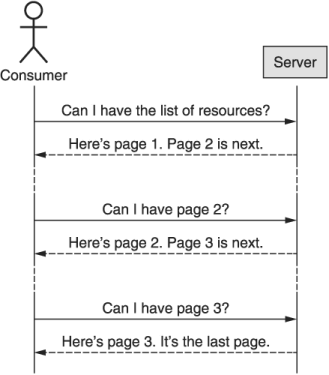 Consumer
Server
Can I have the list of resources?
Here's page 1. Page 2 is next.
Can I have page 2?
Here's page 2. Page 3 is next.
Can I have page 3?
Here's page 3. It's the last page.